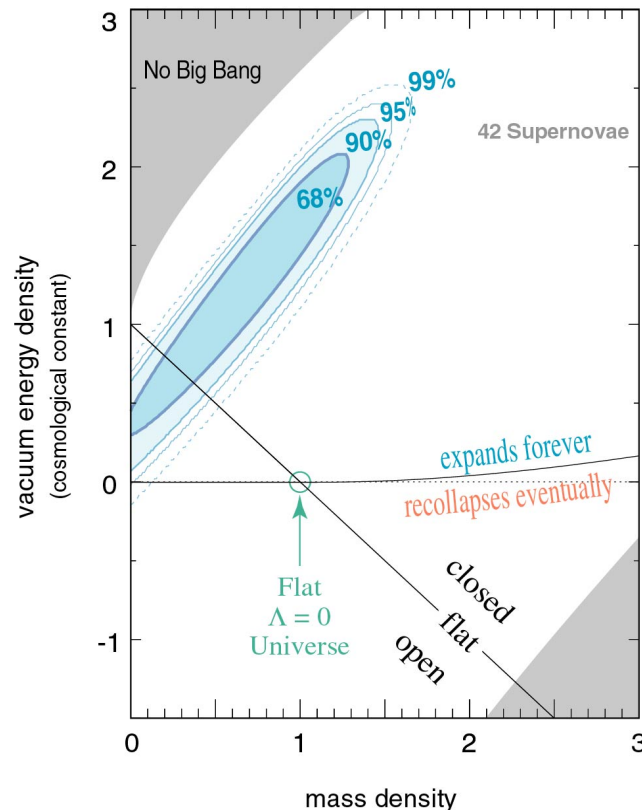 3
No Big Bang
99%
95%
90%
42 Supernovae
68%
2
vacuum energy density
(cosmological constant)
1
expands forever
0
recollapses eventually
Flat
Λ = 0
Universe
closed
flat
open
-1
0
1
2
3
mass density